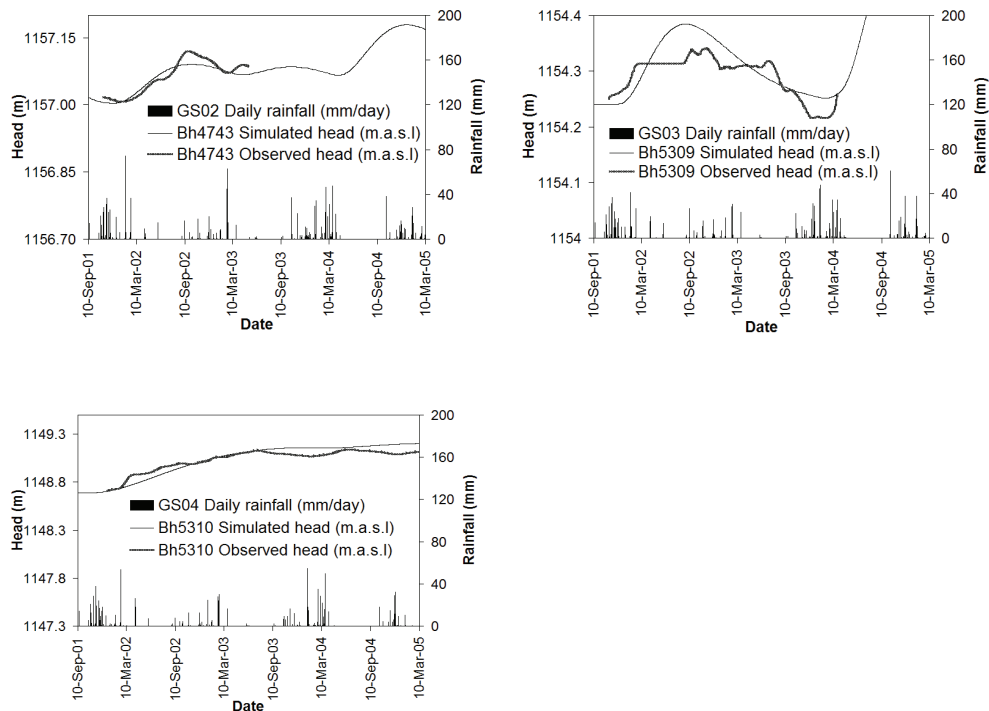 Head (m)
1157.15
1157.00
1156.85
1156.70
200
160
120
80
40
0
Rainfall (mm)
GS02 Daily rainfall (mm/day)
Bh4743 Simulated head (m.a.s.l)
Bh4743 Observed head (m.a.s.l)
10-Sep-01
10-Mar-02
10-Sep-02
10-Mar-03
10-Sep-03
10-Mar-04
10-Sep-04
10-Mar-05
Date
Head (m)
1154.4
1154.3
1154.2
1154.1
1154
200
160
120
80
40
0
Rainfall (mm)
GS03 Daily rainfall (mm/day)
Bh5309 Simulated head (m.a.s.l)
Bh5309 Observed head (m.a.s.l)
10-Sep-01
10-Mar-02
10-Sep-02
10-Mar-03
10-Sep-03
10-Mar-04
10-Sep-04
10-Mar-05
Date
Head (m)
1149.3
1148.8
1148.3
1147.8
1147.3
200
160
120
80
40
0
Rainfall (mm)
GS04 Daily rainfall (mm/day)
Bh5310 Simulated head (m.a.s.l)
Bh5310 Observed head (m.a.s.l)
10-Sep-01
10-Mar-02
10-Sep-02
10-Mar-03
10-Sep-03
10-Mar-04
10-Sep-04
10-Mar-05
Date